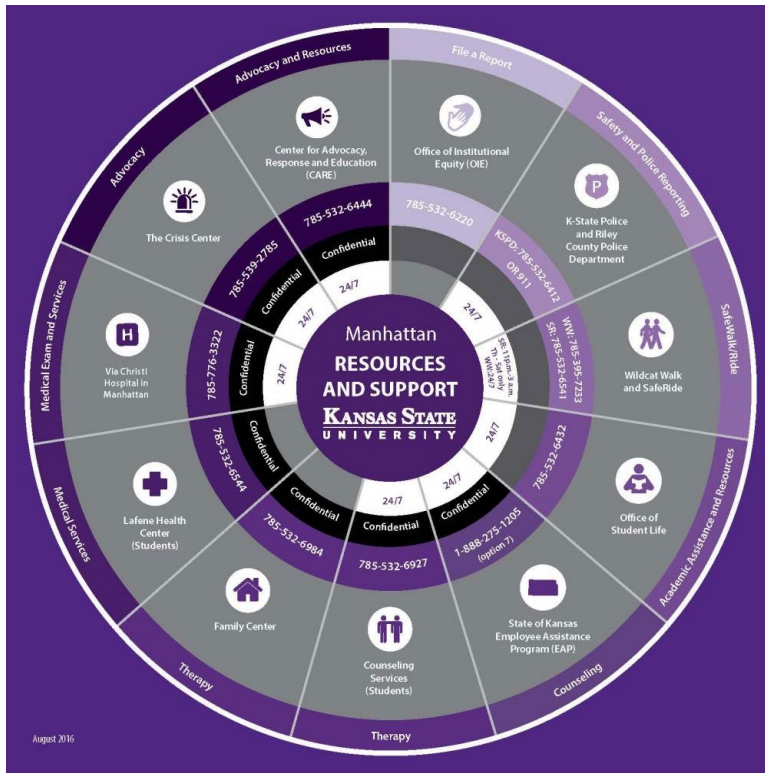 Manhattan
RESOURCES
AND SUPPORT
KANSAS STATE
UNIVERSITY
File a Report
Office of Institutional
Equity (OIE)
785-532-6220
Safety and Police Reporting
P
K-State Police
and Riley
County Police
Department
KSPD: 785-532-6412
OR 911
24/7
SafeWalk/Ride
Wildcat Walk
and SafeRide
WW: 785-395-7233
SR: 785-532-6541
SR: 11p.m.-3 a.m.
Th - Sat only
WW:24/7
Academic Assistance and Resources
Office of
Student Life
785-532-6432
24/7
Counseling
State of Kansas
Employee Assistance
Program (EAP)
1-888-275-1205
(option 7)
Confidential
24/7
Therapy
Counseling
Services
(Students)
785-532-6927
Confidential
24/7
Therapy
Family Center
785-532-6984
Confidential
Medical Services
Lafene Health
Center
(Students)
785-532-6544
Confidential
Medical Exam and Services
H
Via Christi
Hospital in
Manhattan
785-776-3322
Confidential
24/7
Advocacy
The Crisis Center
785-539-2785
Confidential
24/7
Advocacy and Resources
Center for Advocacy,
Response and Education
(CARE)
785-532-6444
Confidential
24/7
August 2016